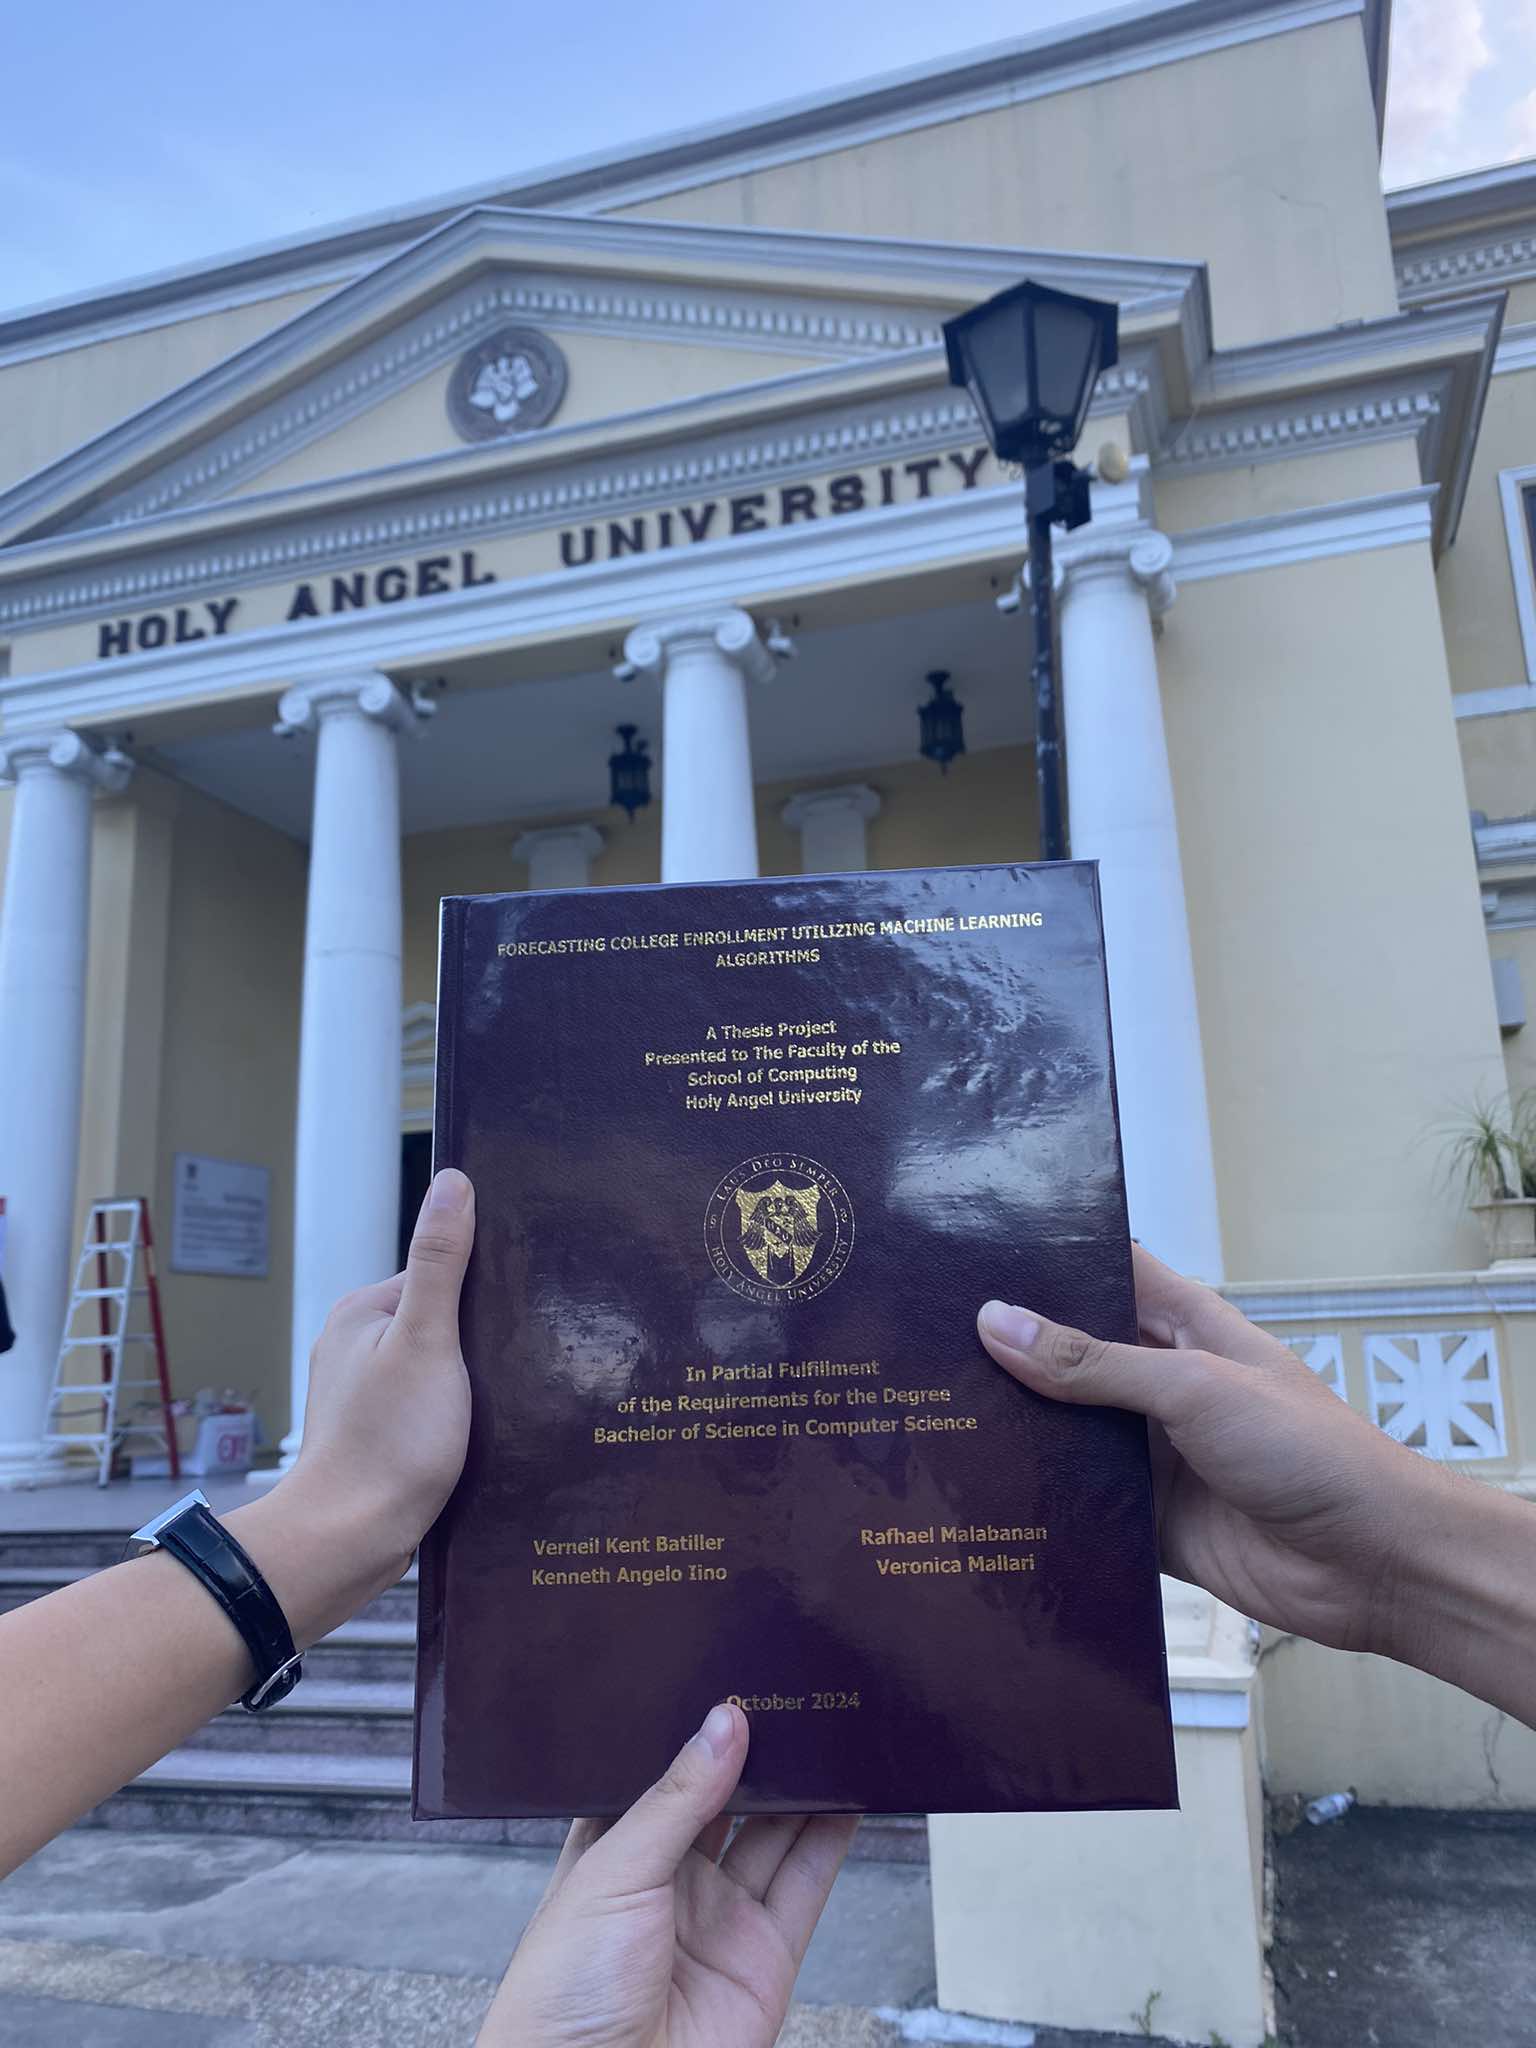 HOLY ANGEL UNIVERSITY
FORECASTING COLLEGE ENROLLMENT UTILIZING MACHINE LEARNING
ALGORITHMS
A Thesis Project
Presented to The Faculty of the
School of Computing
Holy Angel University
LAUS DEO SEMPER
HOLY ANGEL UNIVERSITY
In Partial Fulfillment
of the Requirements for the Degree
Bachelor of Science in Computer Science
Verneil Kent Batiller
Kenneth Angelo Iino
Rafhael Malabanan
Veronica Mallari
October 2024